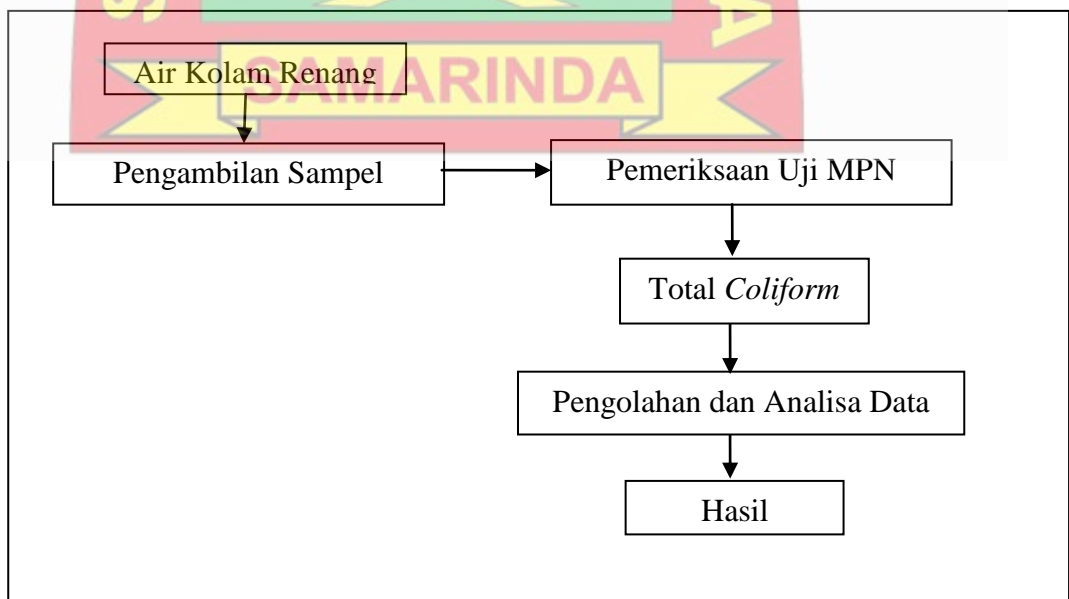 S
A
SAMARINDA
Air Kolam Renang
Pengambilan Sampel
Pemeriksaan Uji MPN
Total Coliform
Pengolahan dan Analisa Data
Hasil